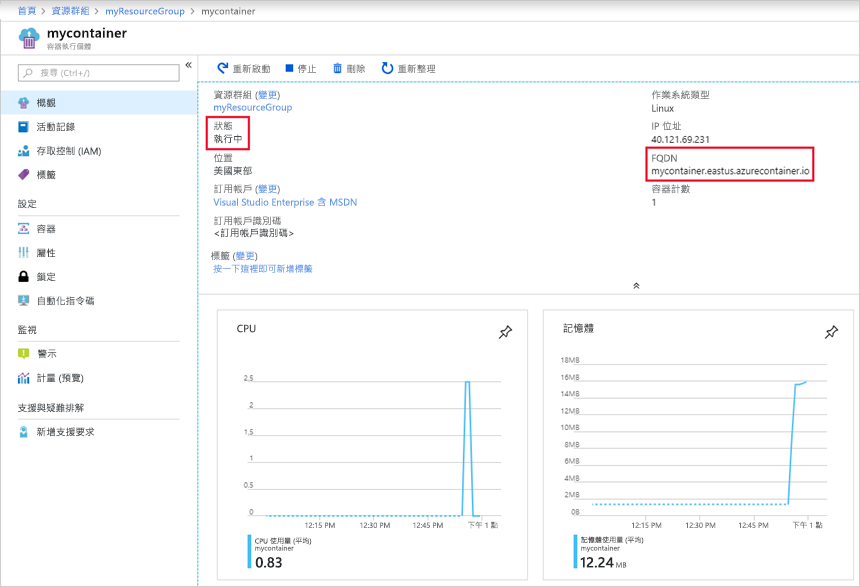 首頁 > 資源群組 > myResourceGroup > mycontainer
mycontainer
容器執行個體
搜尋 (Ctrl+/)
«
概觀
活動記錄
存取控制 (IAM)
標籤
設定
容器
屬性
鎖定
自動化指令碼
監視
警示
計量 (預覽)
支援與疑難排解
新增支援要求
重新啟動 停止 刪除 重新整理
資源群組 (變更)
myResourceGroup
狀態
執行中
位置
美國東部
訂用帳戶 (變更)
Visual Studio Enterprise 含 MSDN
訂用帳戶識別碼
<訂用帳戶識別碼>
標籤 (變更)
按一下這裡即可新增標籤
作業系統類型
Linux
IP 位址
40.121.69.231
FQDN
mycontainer.eastus.azurecontainer.io
容器計數
1
CPU
2.5
2
1.5
1
0.5
0
12:15 PM 12:30 PM 12:45 PM 下午 1 點
CPU 使用量 (平均)
mycontainer
0.83
記憶體
18MB
16MB
14MB
12MB
10MB
8MB
6MB
4MB
2MB
0B
12:15 PM 12:30 PM 12:45 PM 下午 1 點
記憶體使用量 (平均)
mycontainer
12.24 MB